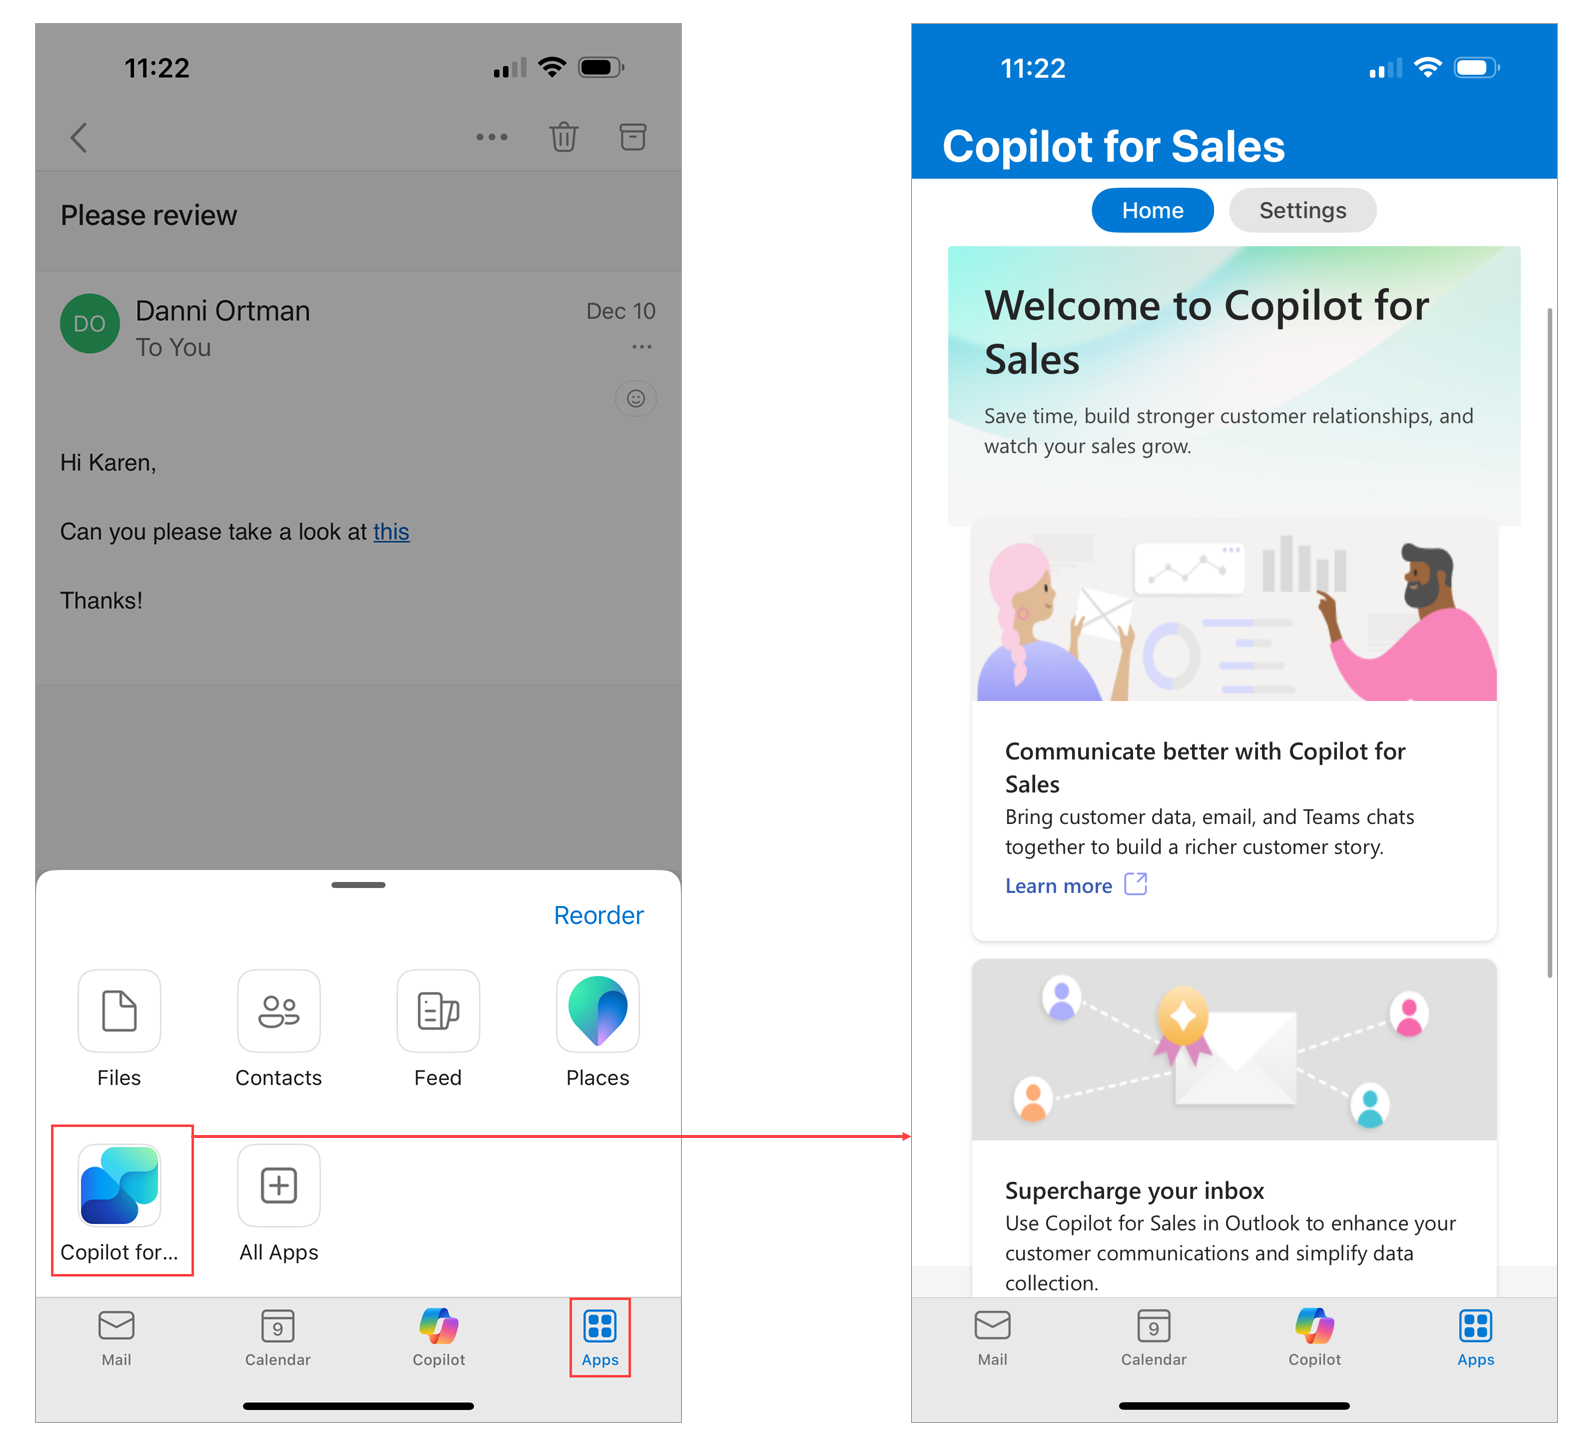 11:22
Please review
DO
Danni Ortman
Dec 10
To You
Hi Karen,
Can you please take a look at this
Thanks!
Reorder
Files
Contacts
Feed
Places
Copilot for...
All Apps
Mail
9
Calendar
Copilot
Apps
11:22
Copilot for Sales
Home
Settings
Welcome to Copilot for
Sales
Save time, build stronger customer relationships, and
watch your sales grow.
Communicate better with Copilot for
Sales
Bring customer data, email, and Teams chats
together to build a richer customer story.
Learn more
Supercharge your inbox
Use Copilot for Sales in Outlook to enhance your
customer communications and simplify data
collection.
Mail
9
Calendar
Copilot
Apps